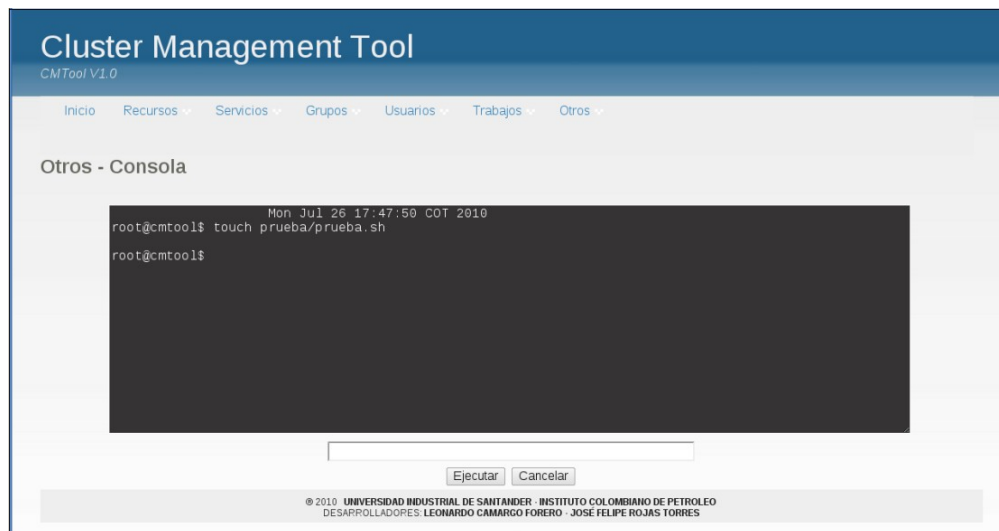 Cluster Management Tool
CMTool V1.0
Inicio Recursos Servicios Grupos Usuarios Trabajos Otros
Otros - Consola
Mon Jul 26 17:47:50 COT 2010
root@cmtool$ touch prueba/prueba.sh
root@cmtool$
Ejecutar Cancelar
® 2010 UNIVERSIDAD INDUSTRIAL DE SANTANDER - INSTITUTO COLOMBIANO DE PETROLEO
DESARROLLADORES: LEONARDO CAMARGO FORERO - JOSÉ FELIPE ROJAS TORRES